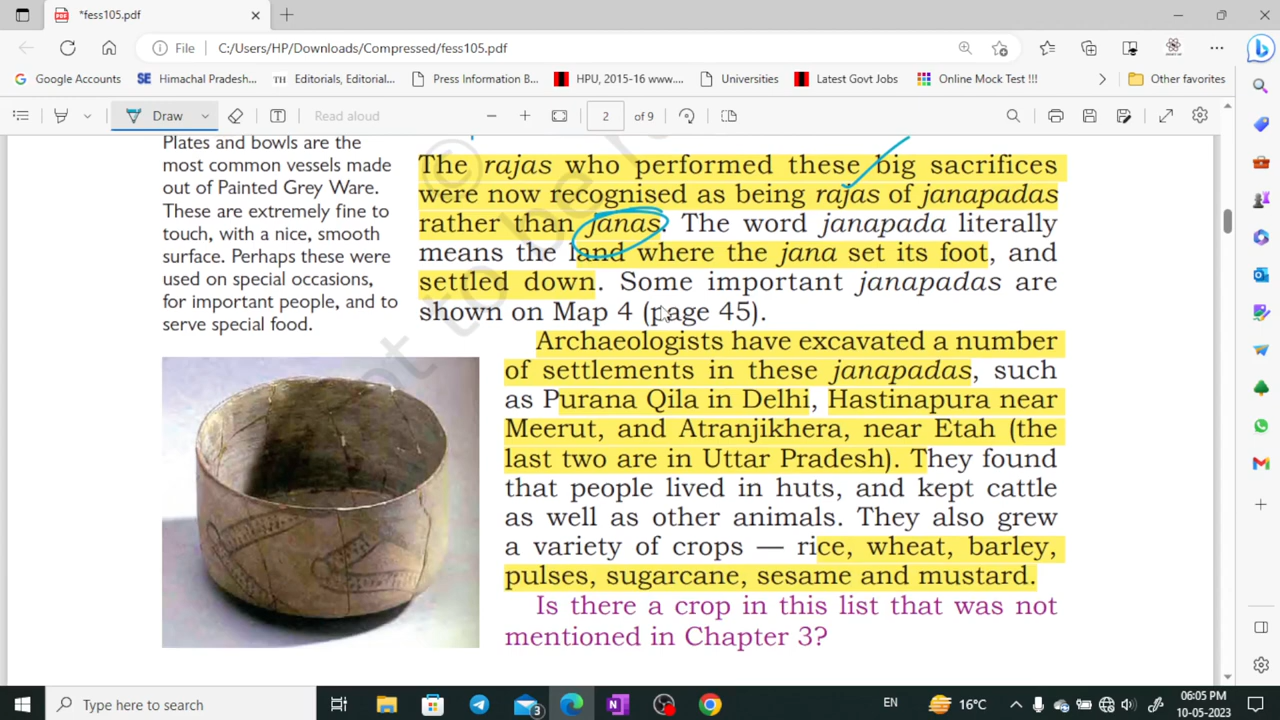 *fess105.pdf
File
C:/Users/HP/Downloads/Compressed/fess105.pdf
Google Accounts
SE Himachal Pradesh...
TH Editorials, Editorial...
Press Information B...
HPU, 2015-16 www....
Universities
Latest Govt Jobs
Online Mock Test !!!
Other favorites
Draw
Read aloud
2 of 9
Plates and bowls are the
most common vessels made
out of Painted Grey Ware.
These are extremely fine to
touch, with a nice, smooth
surface. Perhaps these were
used on special occasions,
for important people, and to
serve special food.
The rajas who performed these big sacrifices
were now recognised as being rajas of janapadas
rather than janas. The word janapada literally
means the land where the jana set its foot, and
settled down. Some important janapadas are
shown on Map 4 (page 45).
Archaeologists have excavated a number
of settlements in these janapadas, such
as Purana Qila in Delhi, Hastinapura near
Meerut, and Atranjikhera, near Etah (the
last two are in Uttar Pradesh). They found
that people lived in huts, and kept cattle
as well as other animals. They also grew
a variety of crops — rice, wheat, barley,
pulses, sugarcane, sesame and mustard.
Is there a crop in this list that was not
mentioned in Chapter 3?
©
not to be r
Type here to search
3
16°C
EN
06:05 PM
10-05-2023